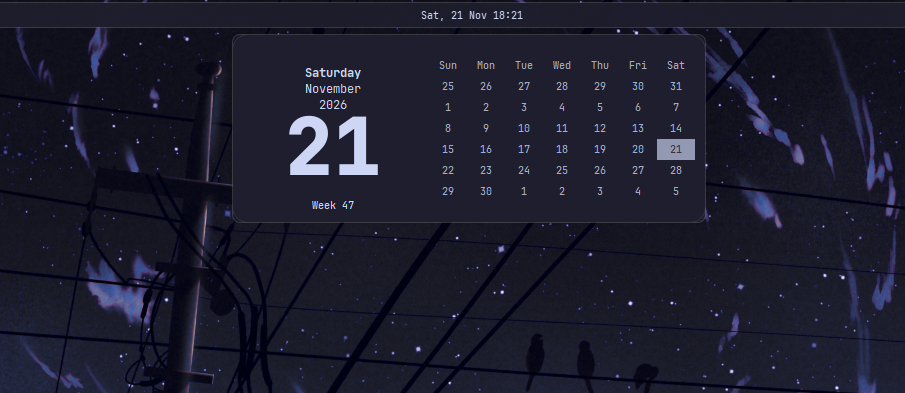 Sat, 21 Nov 18:21
Saturday
November
2026
21
Week 47
Sun Mon Tue Wed Thu Fri Sat
25 26 27 28 29 30 31
1 2 3 4 5 6 7
8 9 10 11 12 13 14
15 16 17 18 19 20 21
22 23 24 25 26 27 28
29 30 1 2 3 4 5